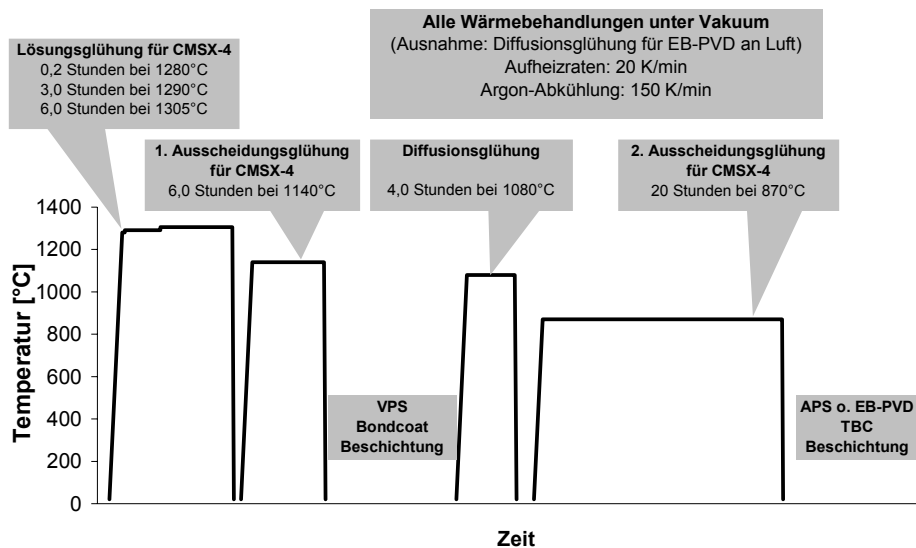 Alle Wärmebehandlungen unter Vakuum
(Ausnahme: Diffusionsglühung für EB-PVD an Luft)
Aufheizraten: 20 K/min
Argon-Abkühlung: 150 K/min
Lösungsglühung für CMSX-4
0,2 Stunden bei 1280°C
3,0 Stunden bei 1290°C
6,0 Stunden bei 1305°C
1. Ausscheidungsglühung
für CMSX-4
6,0 Stunden bei 1140°C
Diffusionsglühung
4,0 Stunden bei 1080°C
2. Ausscheidungsglühung
für CMSX-4
20 Stunden bei 870°C
Temperatur [°C]
1400
1200
1000
800
600
400
200
0
VPS
Bondcoat
Beschichtung
APS o. EB-PVD
TBC
Beschichtung
Zeit